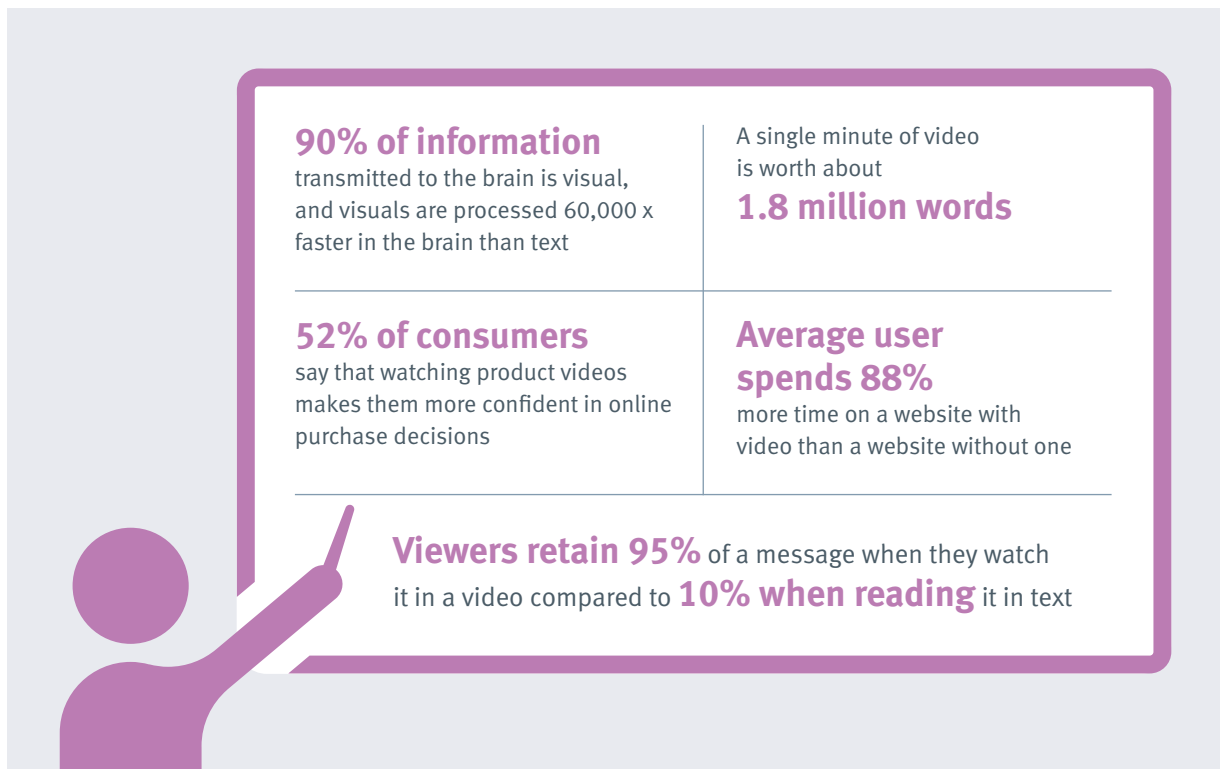 90% of information
transmitted to the brain is visual,
and visuals are processed 60,000 x
faster in the brain than text
A single minute of video
is worth about
1.8 million words
52% of consumers
say that watching product videos
makes them more confident in online
purchase decisions
Average user
spends 88%
more time on a website with
video than a website without one
Viewers retain 95% of a message when they watch
it in a video compared to 10% when reading it in text